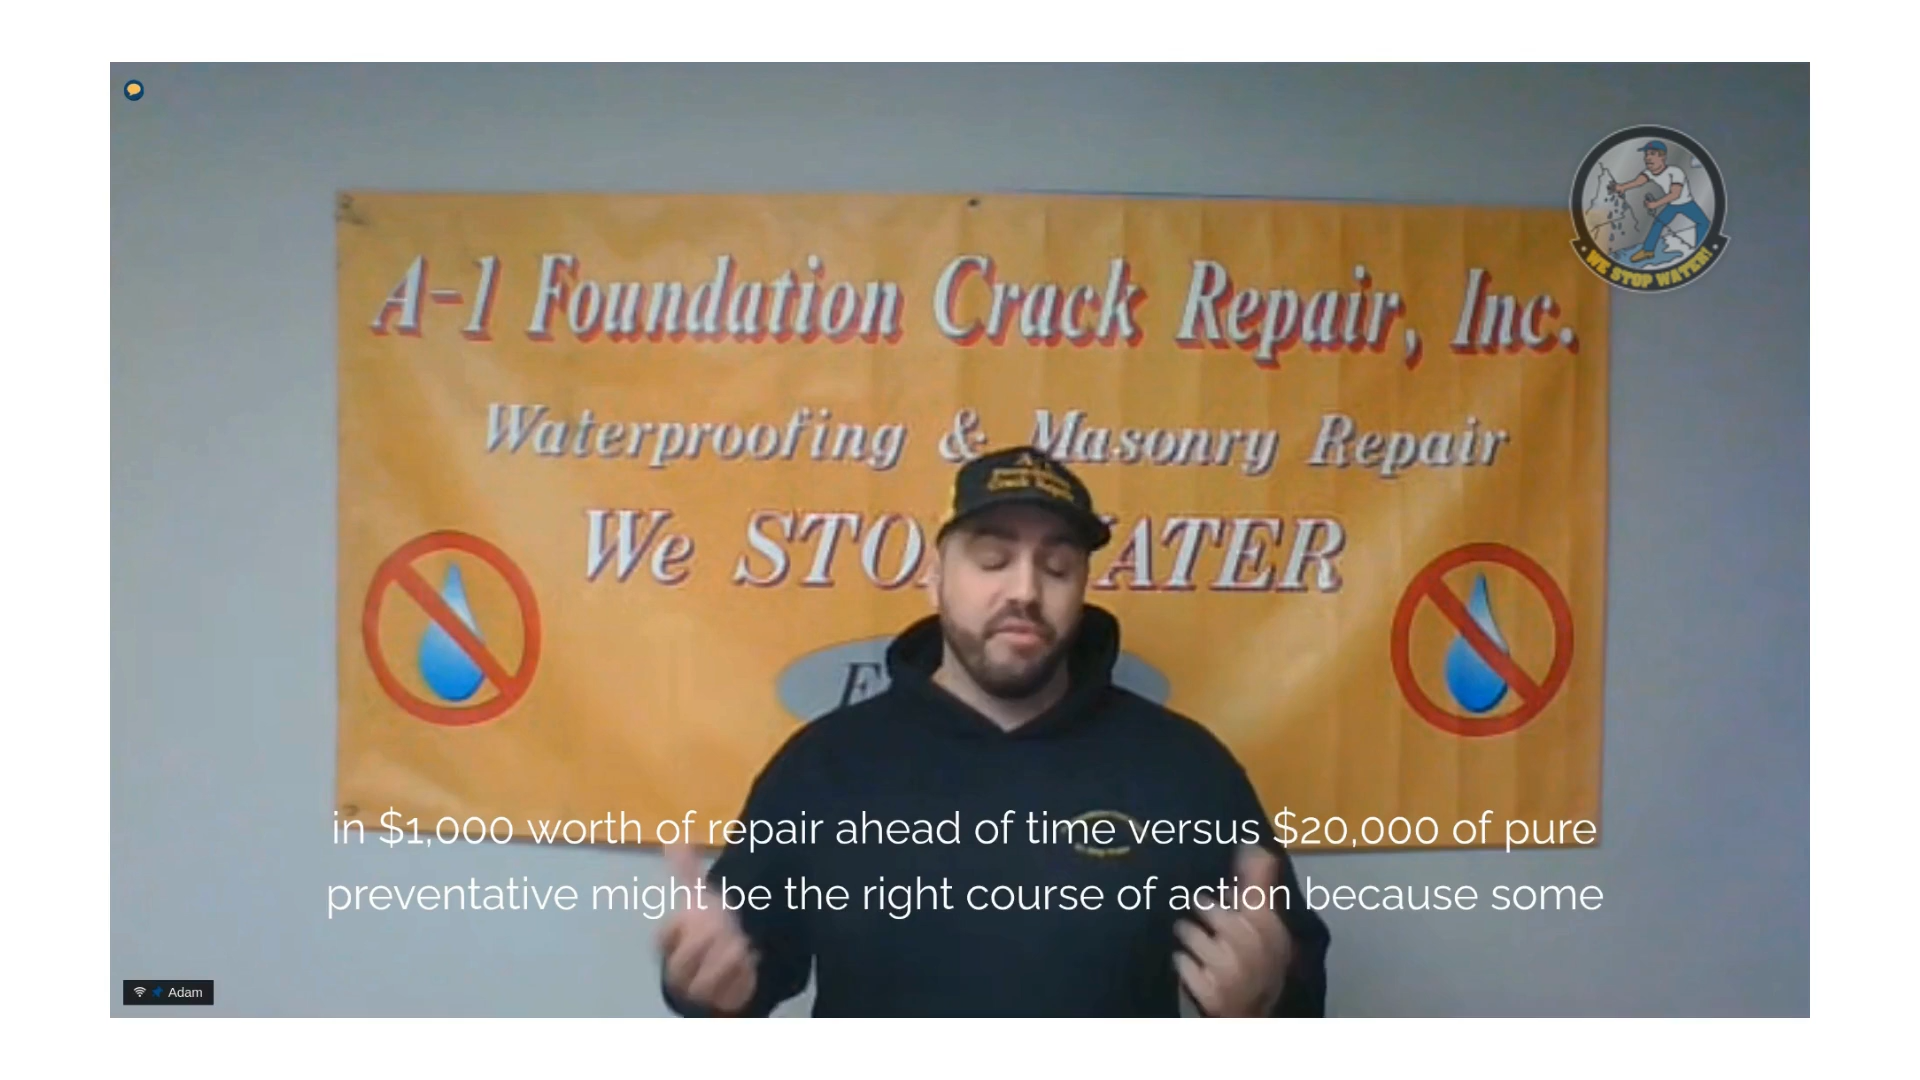 WE STOP WATER!
A-1 Foundation Crack Repair, Inc.
Waterproofing & Masonry Repair
We STO ATER
in $1,000 worth of repair ahead of time versus $20,000 of pure
preventative might be the right course of action because some
Adam